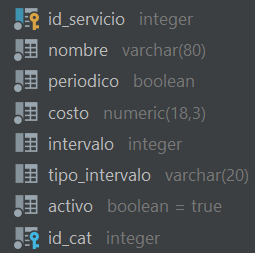 id_servicio integer
nombre varchar(80)
periodico boolean
costo numeric(18,3)
intervalo integer
tipo_intervalo varchar(20)
activo boolean = true
id_cat integer